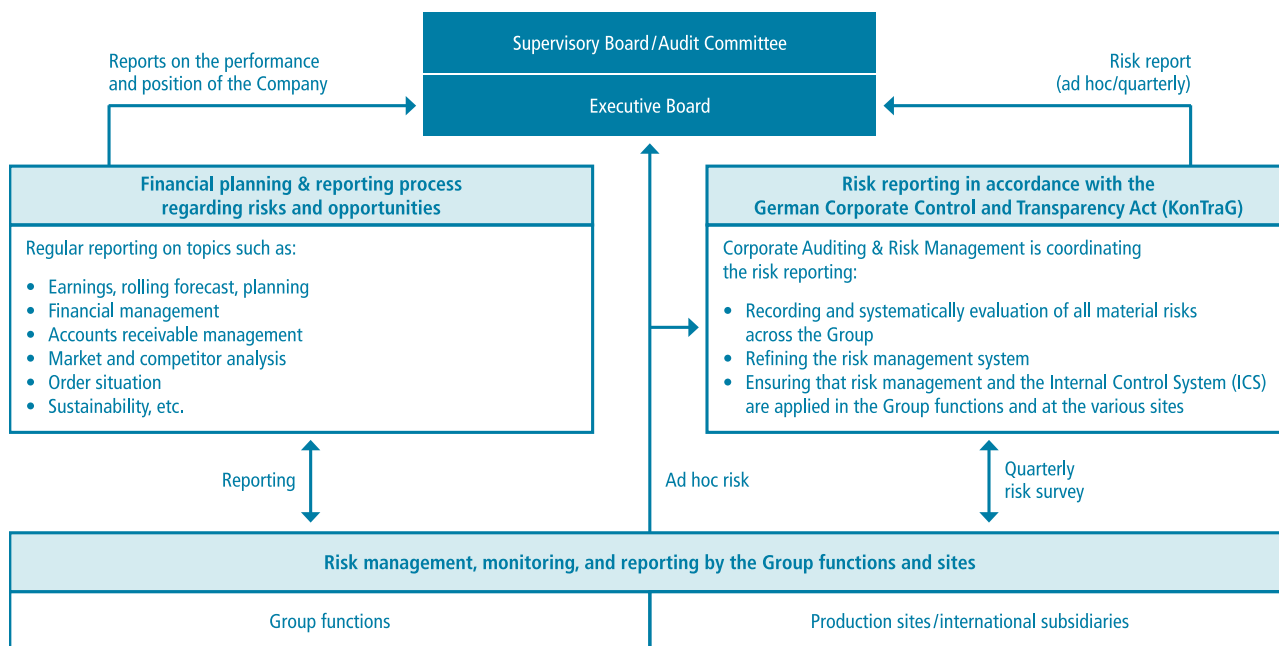 Supervisory Board/Audit Committee
Executive Board
Reports on the performance
and position of the Company
Risk report
(ad hoc/quarterly)
Financial planning & reporting process
regarding risks and opportunities
Regular reporting on topics such as:
• Earnings, rolling forecast, planning
• Financial management
• Accounts receivable management
• Market and competitor analysis
• Order situation
• Sustainability, etc.
Risk reporting in accordance with the
German Corporate Control and Transparency Act (KonTraG)
Corporate Auditing & Risk Management is coordinating
the risk reporting:
• Recording and systematically evaluation of all material risks
across the Group
• Refining the risk management system
• Ensuring that risk management and the Internal Control System (ICS)
are applied in the Group functions and at the various sites
Reporting
Ad hoc risk
Quarterly
risk survey
Risk management, monitoring, and reporting by the Group functions and sites
Group functions
Production sites/international subsidiaries